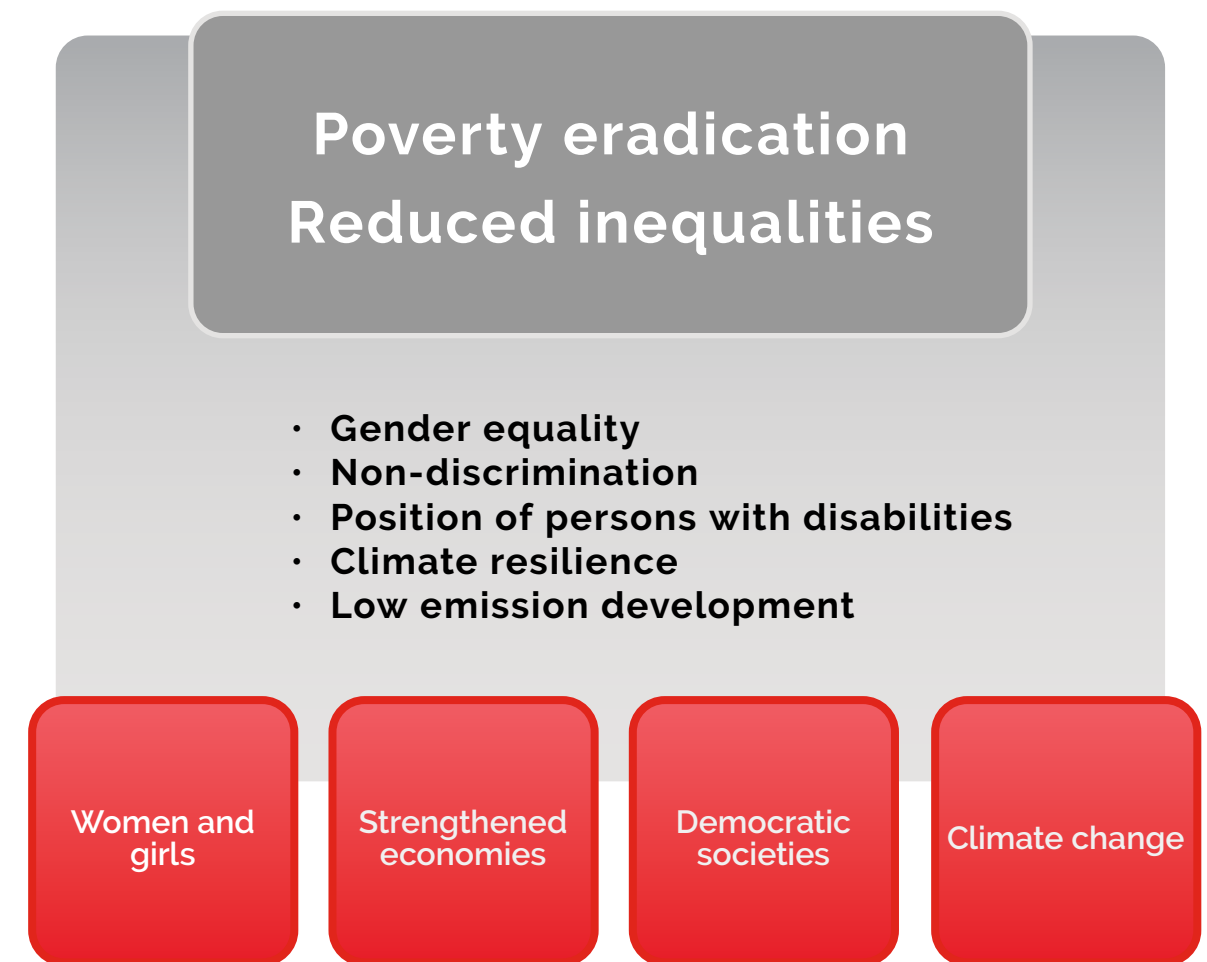 Poverty eradication
Reduced inequalities
• Gender equality
• Non-discrimination
• Position of persons with disabilities
• Climate resilience
• Low emission development
Women and
girls
Strengthened
economies
Democratic
societies
Climate change